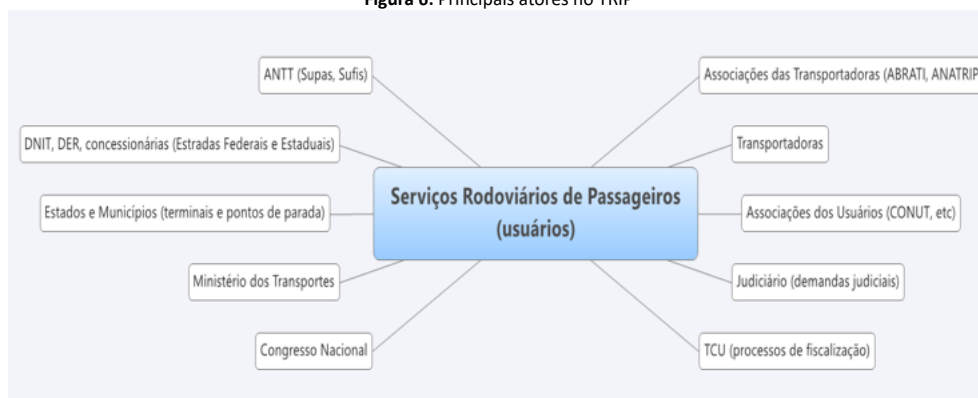 Figura 6: Principais atores no TRIP
ANTT (Supas, Sufis)
Associações das Transportadoras (ABRATI, ANATRIP
DNIT, DER, concessionárias (Estradas Federais e Estaduais)
Transportadoras
Serviços Rodoviários de Passageiros
(usuários)
Estados e Municípios (terminais e pontos de parada)
Associações dos Usuários (CONUT, etc)
Ministério dos Transportes
Judiciário (demandas judiciais)
Congresso Nacional
TCU (processos de fiscalização)